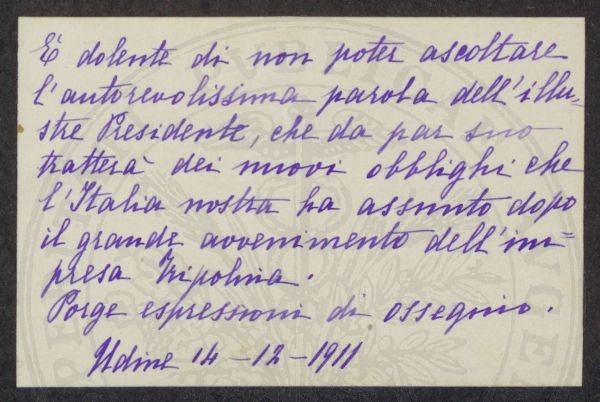 È dolente di non poter ascoltare
l'autorevolissima parola dell'illu=
stre Presidente, che da par suo
tratterà dei nuovi obblighi che
l'Italia nostra ha assunto dopo
il grande avvenimento dell'im=
presa Tripolina.
Porge espressioni di ossequio.
Udine 14-12-1911